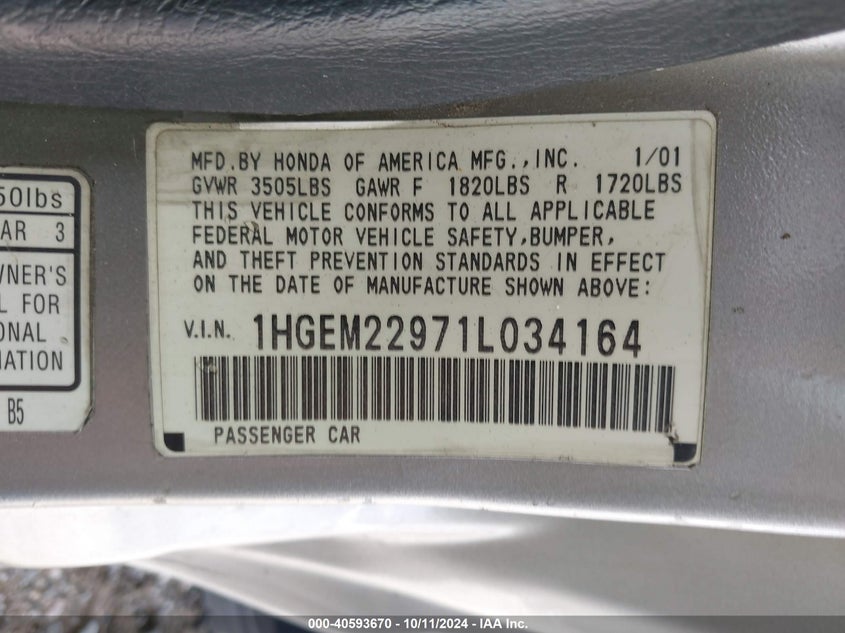 50lbs
AR 3
WNER'S
L FOR
IONAL
MATION
B5
MFD.BY HONDA OF AMERICA MFG.,INC. 1/01
GVWR 3505LBS GAWR F 1820LBS R 1720LBS
THIS VEHICLE CONFORMS TO ALL APPLICABLE
FEDERAL MOTOR VEHICLE SAFETY,BUMPER,
AND THEFT PREVENTION STANDARDS IN EFFECT
ON THE DATE OF MANUFACTURE SHOWN ABOVE:
V.I.N. 1HGEM22971L034164
PASSENGER CAR
000-40593670 - 10/11/2024 - IAA Inc.